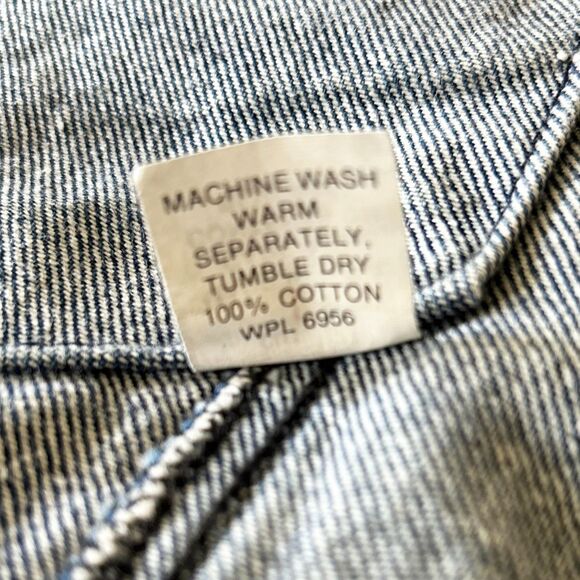 MACHINE WASH
WARM
SEPARATELY,
TUMBLE DRY
100% COTTON
WPL 6956